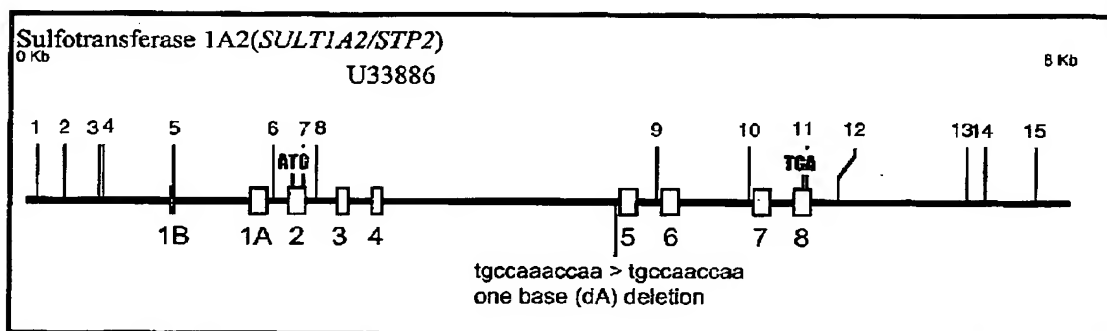 Sulfotransferase 1A2(SULT1A2/STP2)
0 Kb
8 Kb
U33886
1 2 3 4 5 6 7 8 9 10 11 12 13 14 15
ATG TGA
1B 1A 2 3 4 5 6 7 8
tgccaaaccaa > tgccaaccaa
one base (dA) deletion